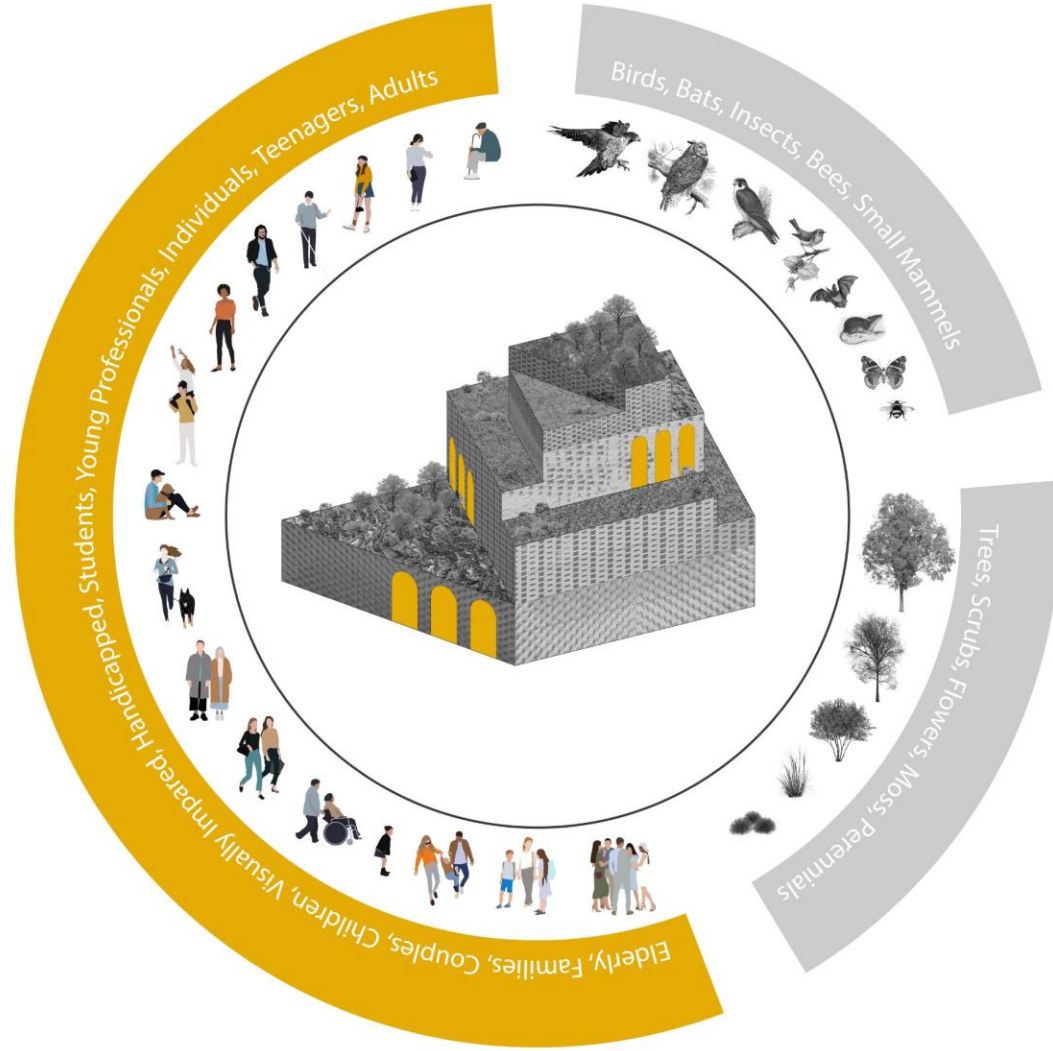 Elderly, Families, Couples, Children, Visually Impared, Handicapped, Students, Young Professionals, Individuals, Teenagers, Adults
Birds, Bats, Insects, Bees, Small Mammels
Trees, Scrubs, Flowers, Moss, Perennials